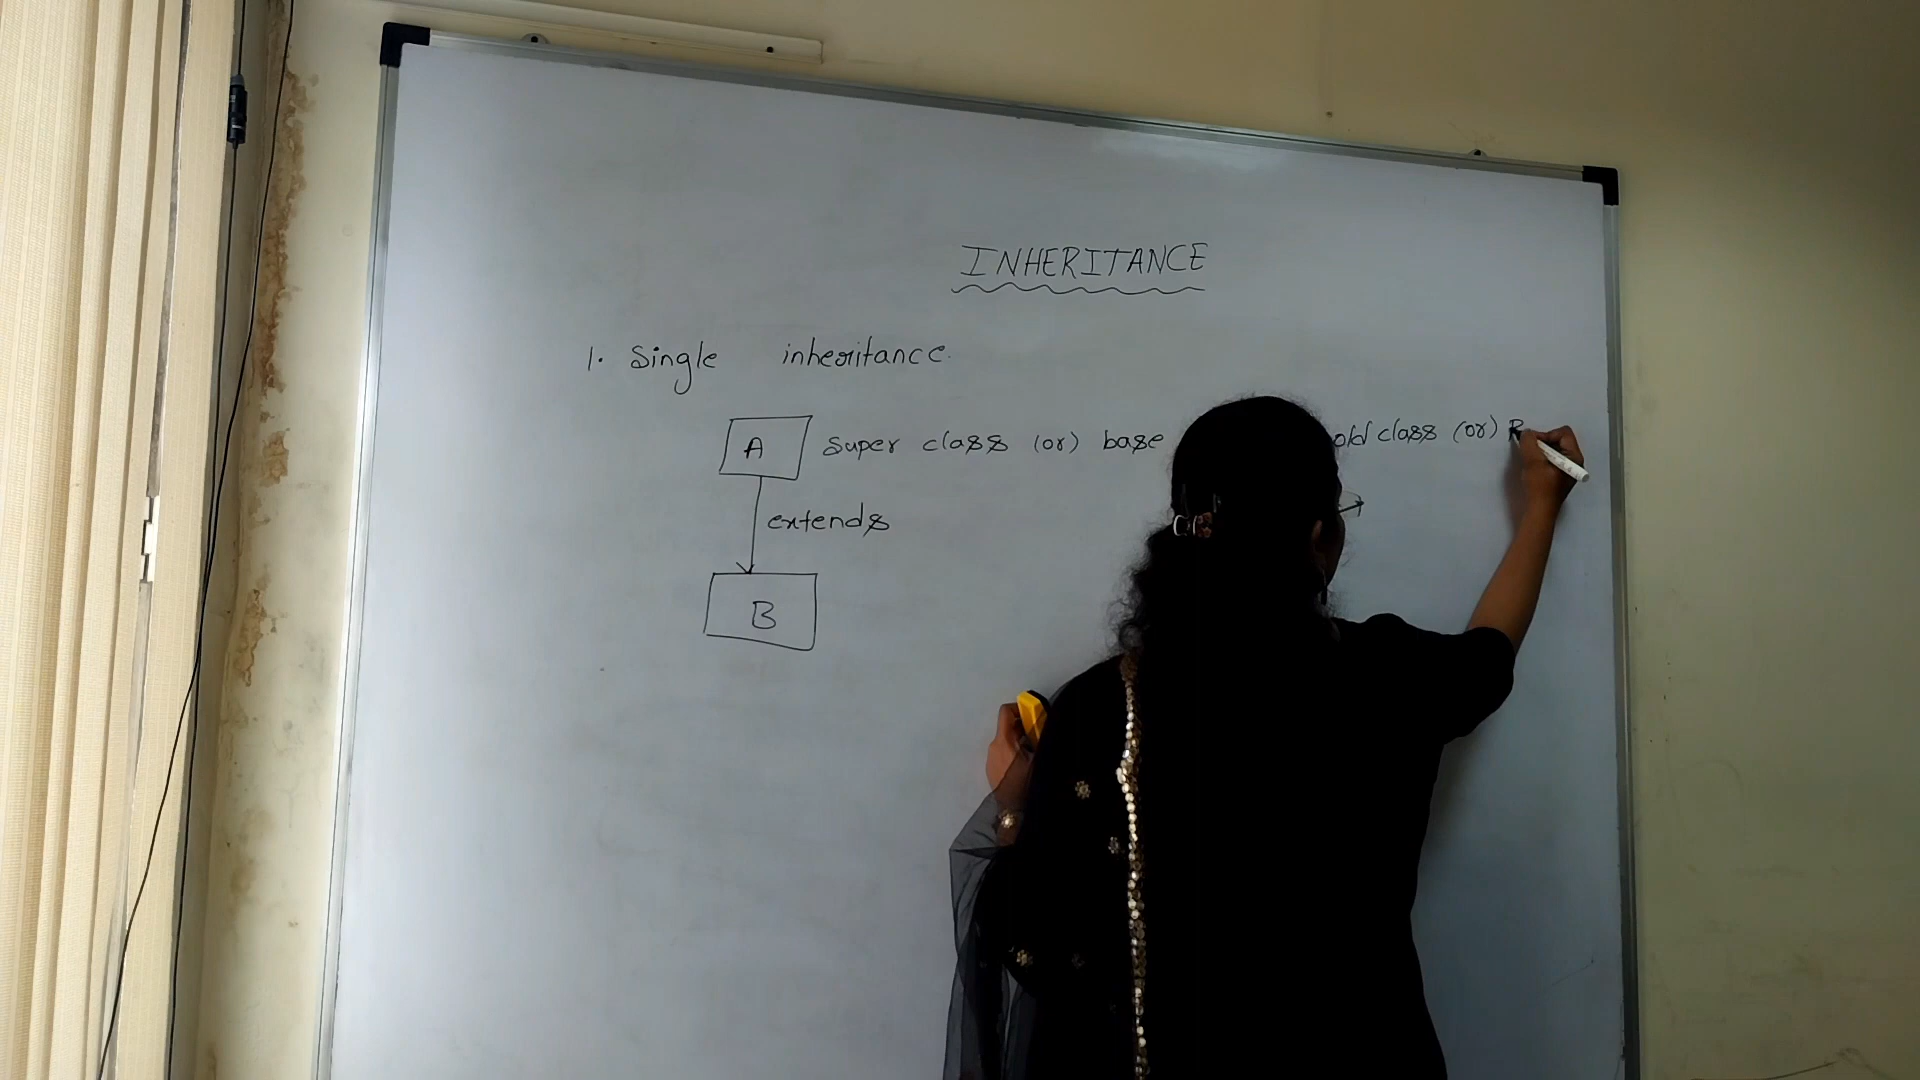 INHERITANCE
1. Single inheritance.
A super class (or) base old class (or)
extends
B